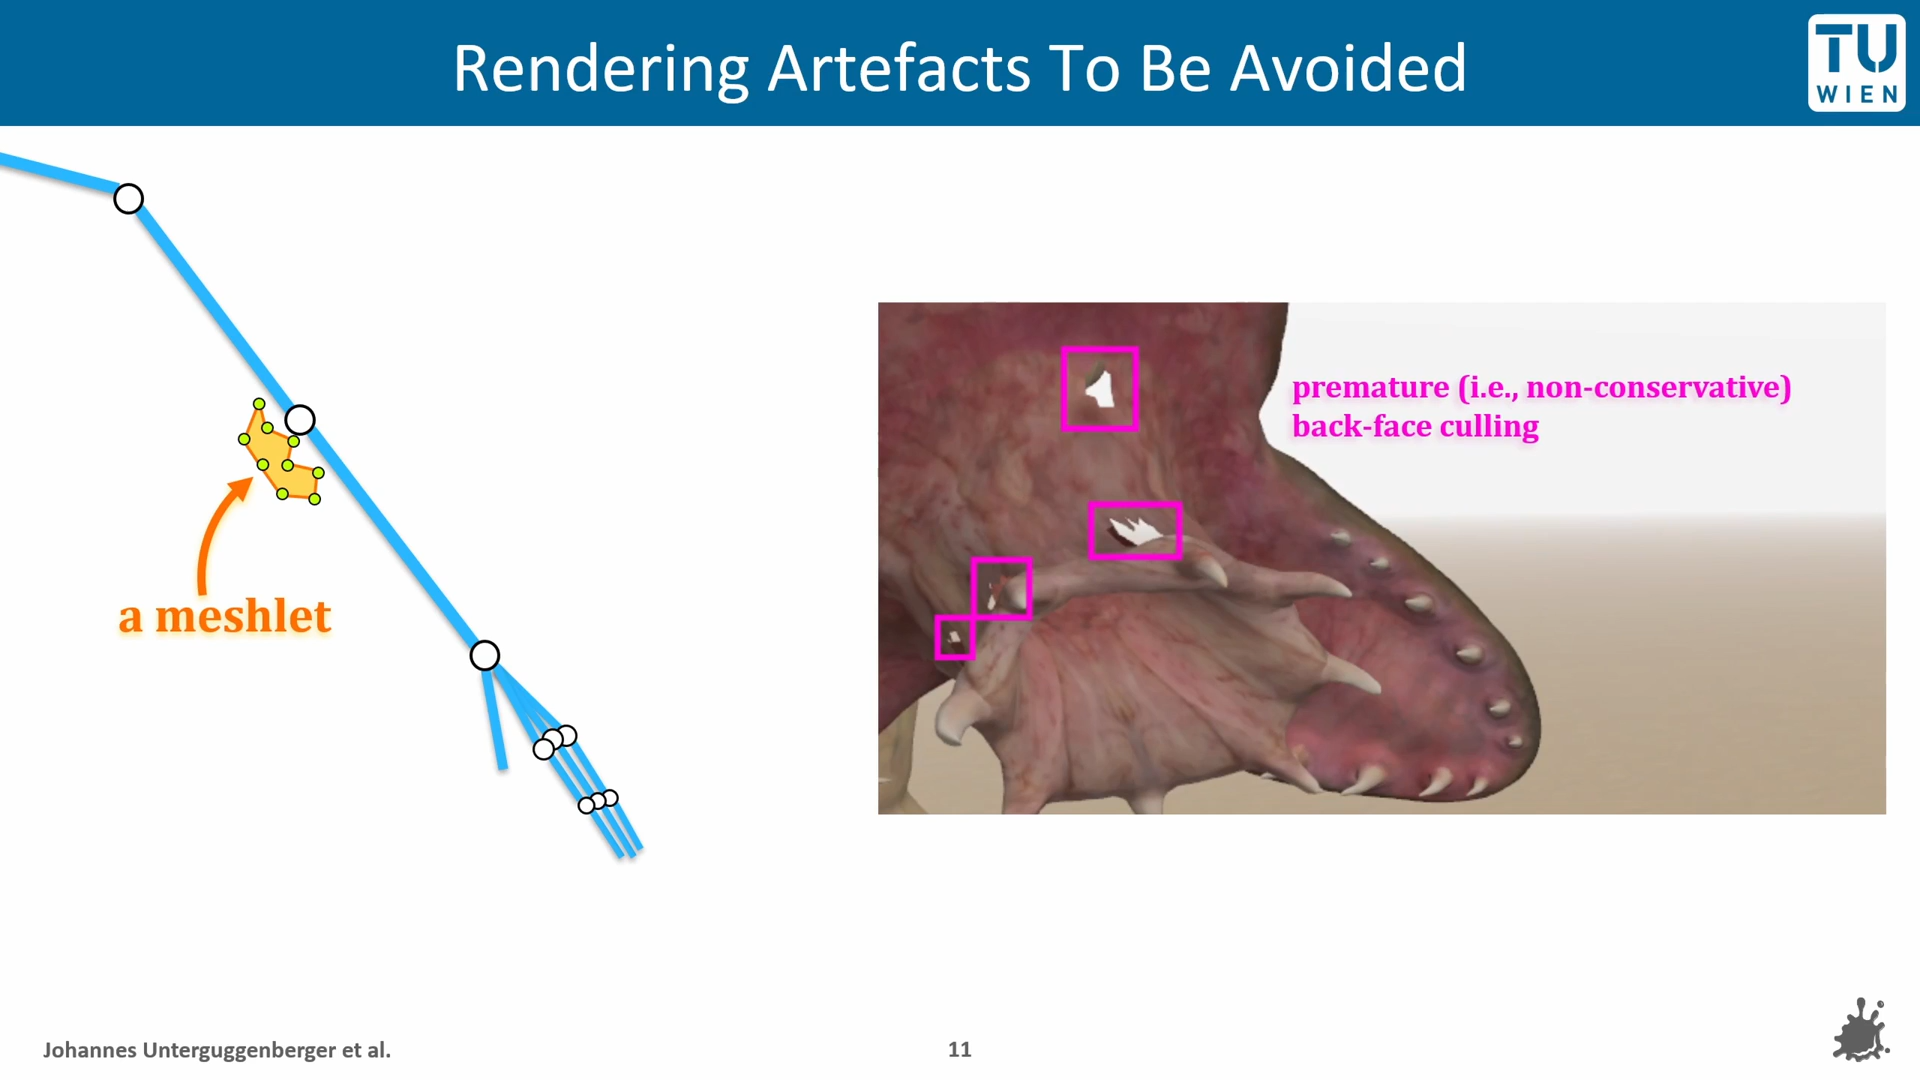 Rendering Artefacts To Be Avoided
TU
WIEN
premature (i.e., non-conservative)
back-face culling
a meshlet
Johannes Unterguggenberger et al.
11